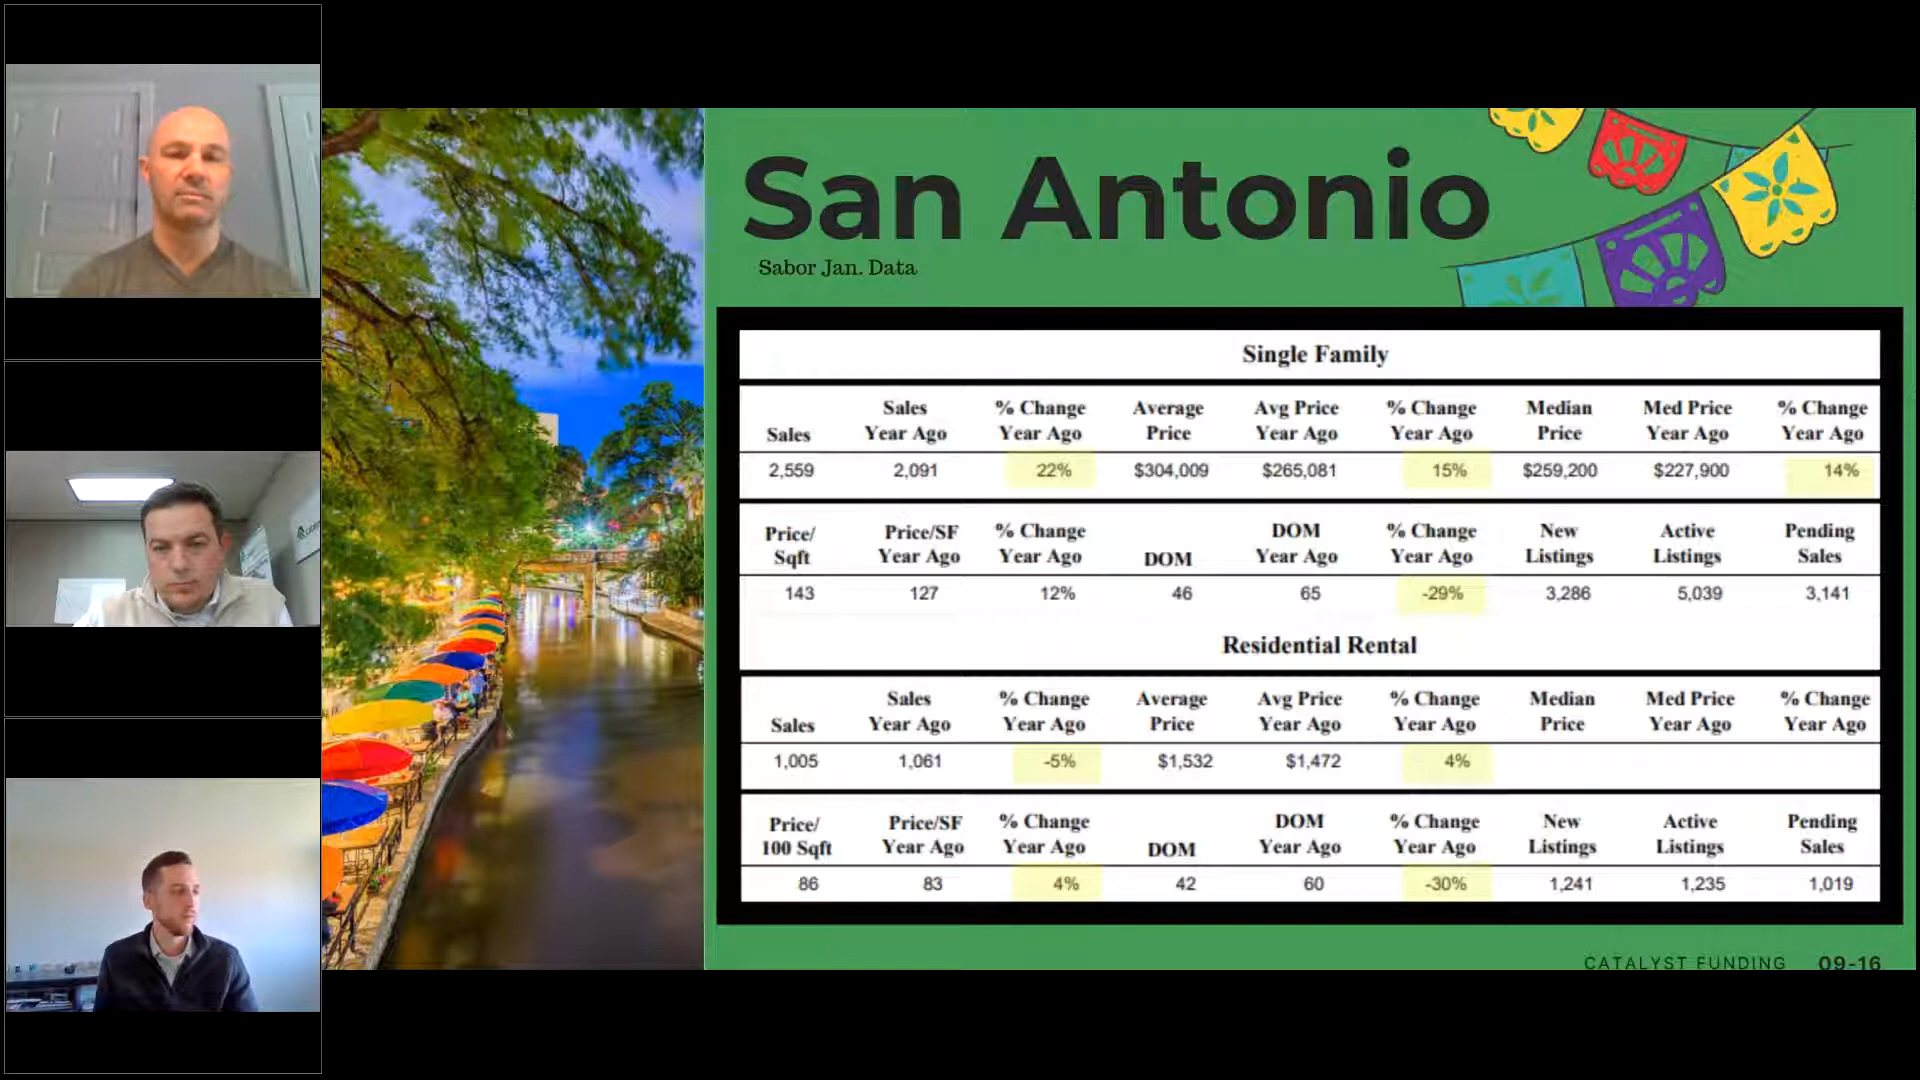 San Antonio
Sabor Jan. Data
Single Family
Sales Sales Year Ago % Change Year Ago Average Price Avg Price Year Ago % Change Year Ago Median Price Med Price Year Ago % Change Year Ago
2,559 2,091 22% $304,009 $265,081 15% $259,200 $227,900 14%
Price/ Sqft Price/SF Year Ago % Change Year Ago DOM DOM Year Ago % Change Year Ago New Listings Active Listings Pending Sales
143 127 12% 46 65 -29% 3,286 5,039 3,141
Residential Rental
Sales Sales Year Ago % Change Year Ago Average Price Avg Price Year Ago % Change Year Ago Median Price Med Price Year Ago % Change Year Ago
1,005 1,061 -5% $1,532 $1,472 4%
Price/ 100 Sqft Price/SF Year Ago % Change Year Ago DOM DOM Year Ago % Change Year Ago New Listings Active Listings Pending Sales
86 83 4% 42 60 -30% 1,241 1,235 1,019
CATALYST FUNDING 09-16